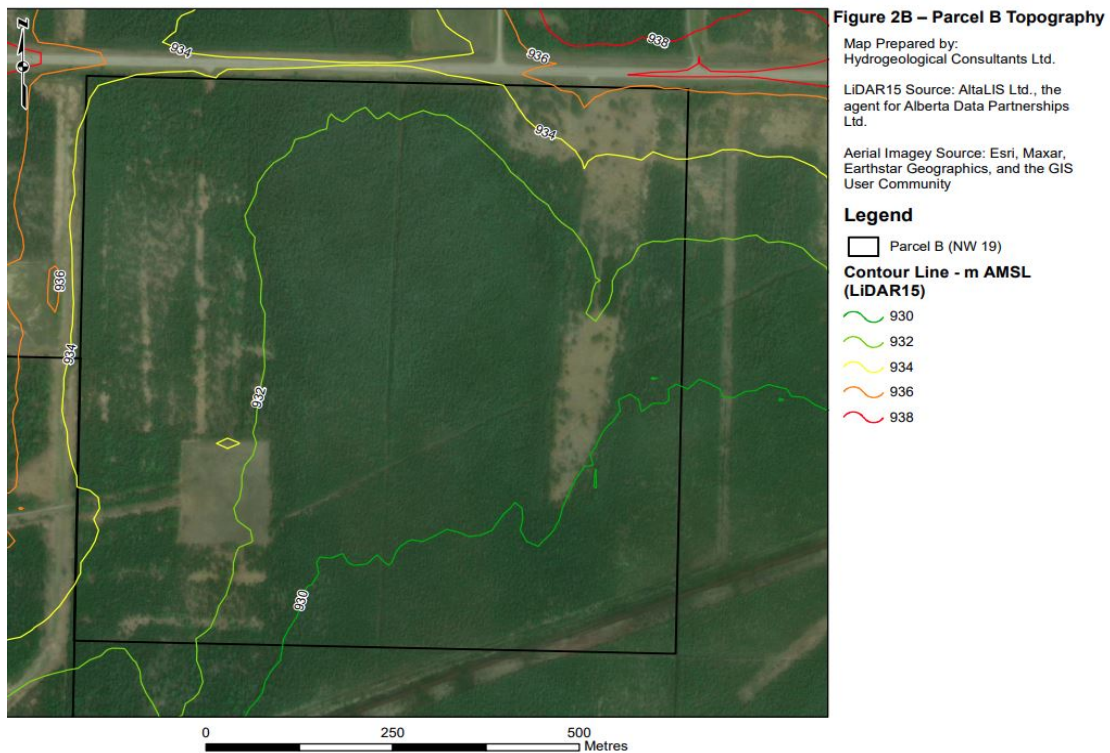 Figure 2B – Parcel B Topography
Map Prepared by:
Hydrogeological Consultants Ltd.
LiDAR15 Source: AltaLIS Ltd., the
agent for Alberta Data Partnerships
Ltd.
Aerial Imagey Source: Esri, Maxar,
Earthstar Geographics, and the GIS
User Community
Legend
Parcel B (NW 19)
Contour Line - m AMSL
(LiDAR15)
930
932
934
936
938
Z
934
936
938
934
936
934
932
930
0 250 500
Metres